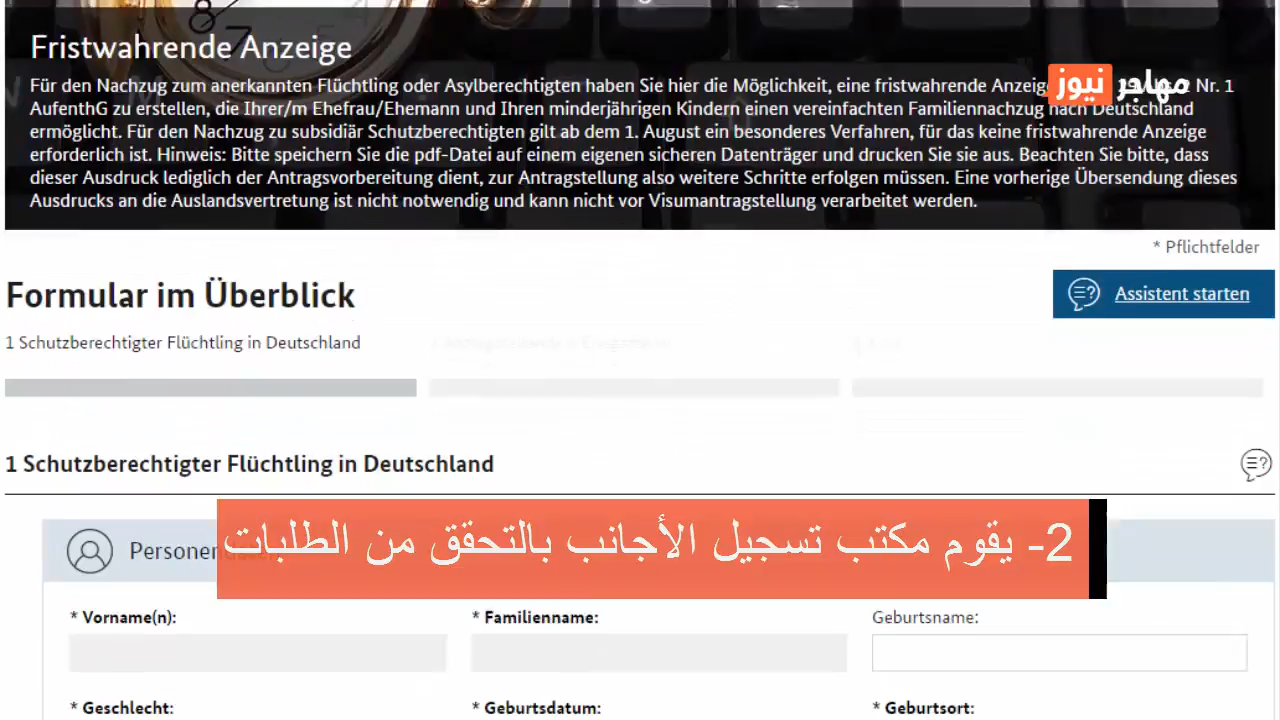 Fristwahrende Anzeige
Für den Nachzug zum anerkannten Flüchtling oder Asylberechtigten haben Sie hier die Möglichkeit, eine fristwahrende Anzeige Nr. 1
مهاجر نيوز
AufenthG zu erstellen, die Ihrer/m Ehefrau/Ehemann und Ihren minderjährigen Kindern einen vereinfachten Familiennachzug nach Deutschland
ermöglicht. Für den Nachzug zu subsidiär Schutzberechtigten gilt ab dem 1. August ein besonderes Verfahren, für das keine fristwahrende Anzeige
erforderlich ist. Hinweis: Bitte speichern Sie die pdf-Datei auf einem eigenen sicheren Datenträger und drucken Sie sie aus. Beachten Sie bitte, dass
dieser Ausdruck lediglich der Antragsvorbereitung dient, zur Antragstellung also weitere Schritte erfolgen müssen. Eine vorherige Übersendung dieses
Ausdrucks an die Auslandsvertretung ist nicht notwendig und kann nicht vor Visumantragstellung verarbeitet werden.
* Pflichtfelder
Formular im Überblick
Assistent starten
1 Schutzberechtigter Flüchtling in Deutschland
1 Schutzberechtigter Flüchtling in Deutschland
2- يقوم مكتب تسجيل الأجانب بالتحقق من الطلبات
* Vorname(n): * Familienname: Geburtsname:
* Geschlecht: * Geburtsdatum: * Geburtsort: